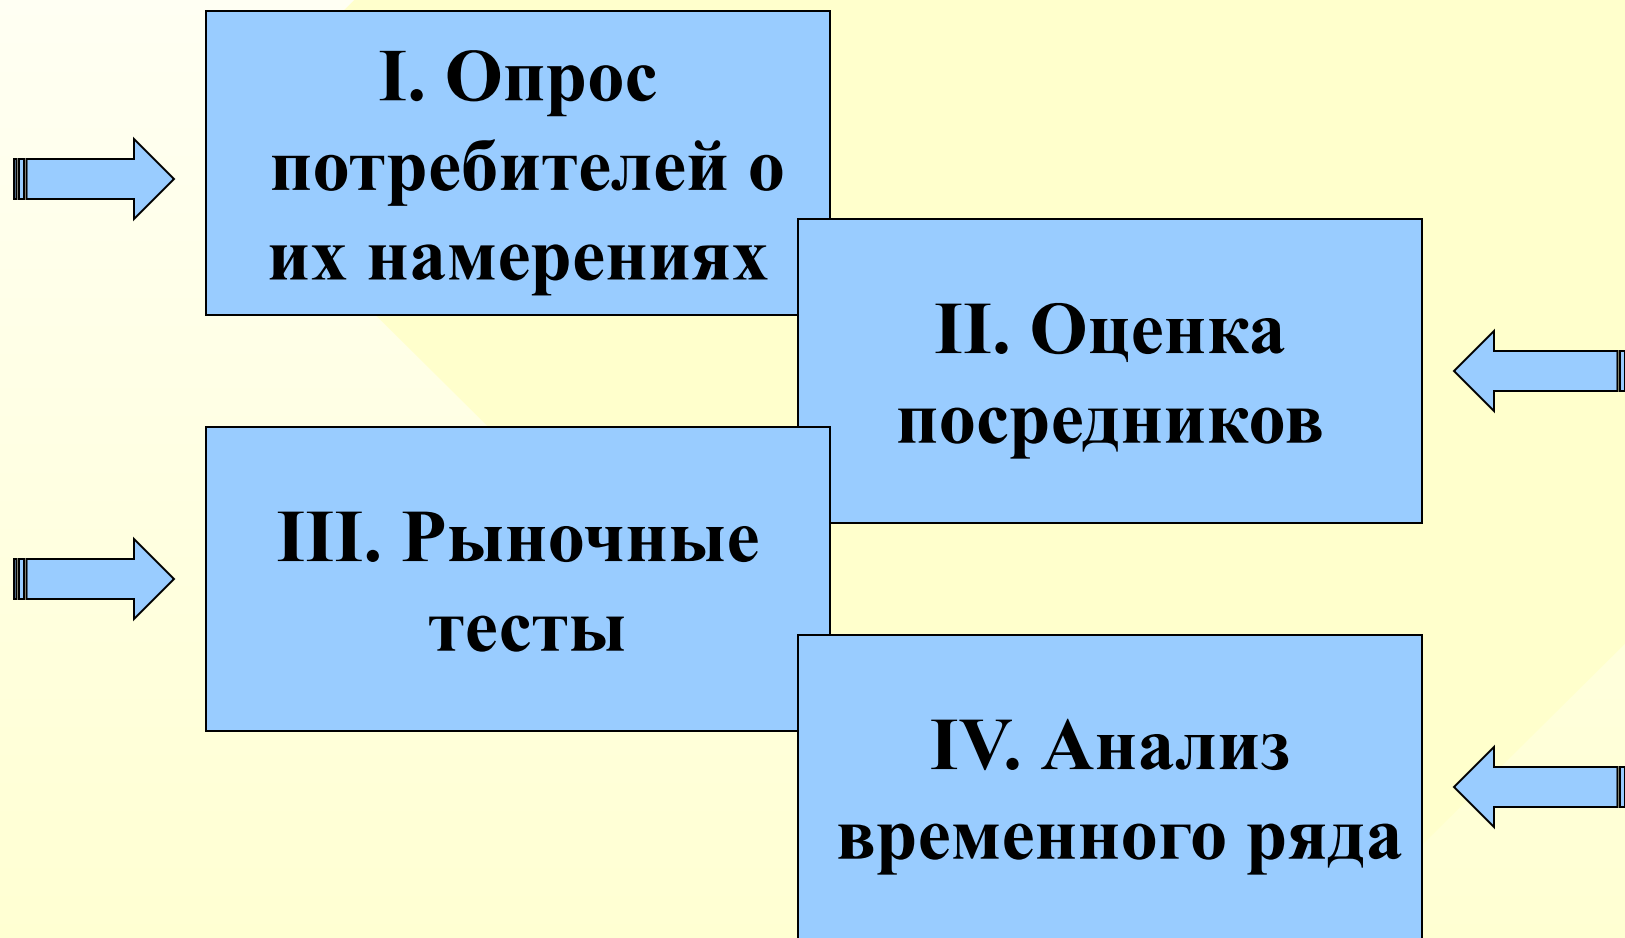 I. Опрос
потребителей о
их намерениях
II. Оценка
посредников
III. Рыночные
тесты
IV. Анализ
временного ряда